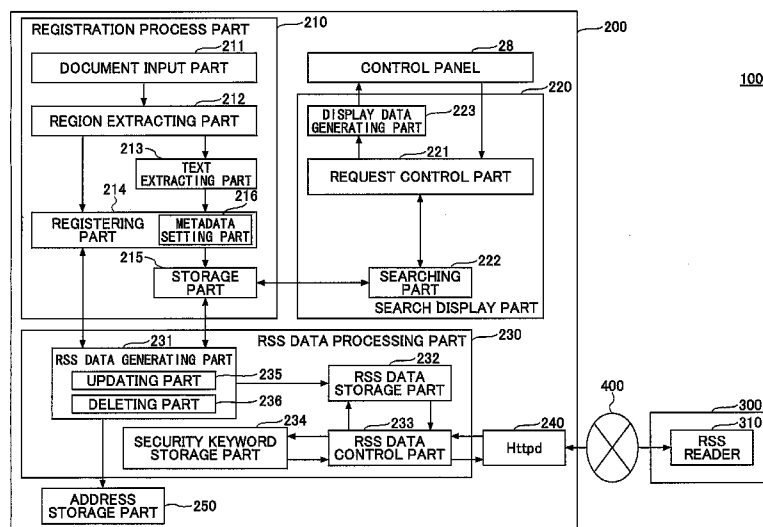 REGISTRATION PROCESS PART
210
200
211
DOCUMENT INPUT PART
28
CONTROL PANEL
100
212
REGION EXTRACTING PART
220
DISPLAY DATA
GENERATING PART
223
213
TEXT
EXTRACTING PART
221
REQUEST CONTROL PART
214
216
REGISTERING
PART
METADATA
SETTING PART
215
STORAGE
PART
222
SEARCHING
PART
SEARCH DISPLAY PART
RSS DATA PROCESSING PART
230
231
RSS DATA GENERATING PART
UPDATING PART
235
DELETING PART
236
232
RSS DATA
STORAGE PART
234
SECURITY KEYWORD
STORAGE PART
233
RSS DATA
CONTROL PART
240
Httpd
400
300
310
RSS
READER
ADDRESS
STORAGE PART
250